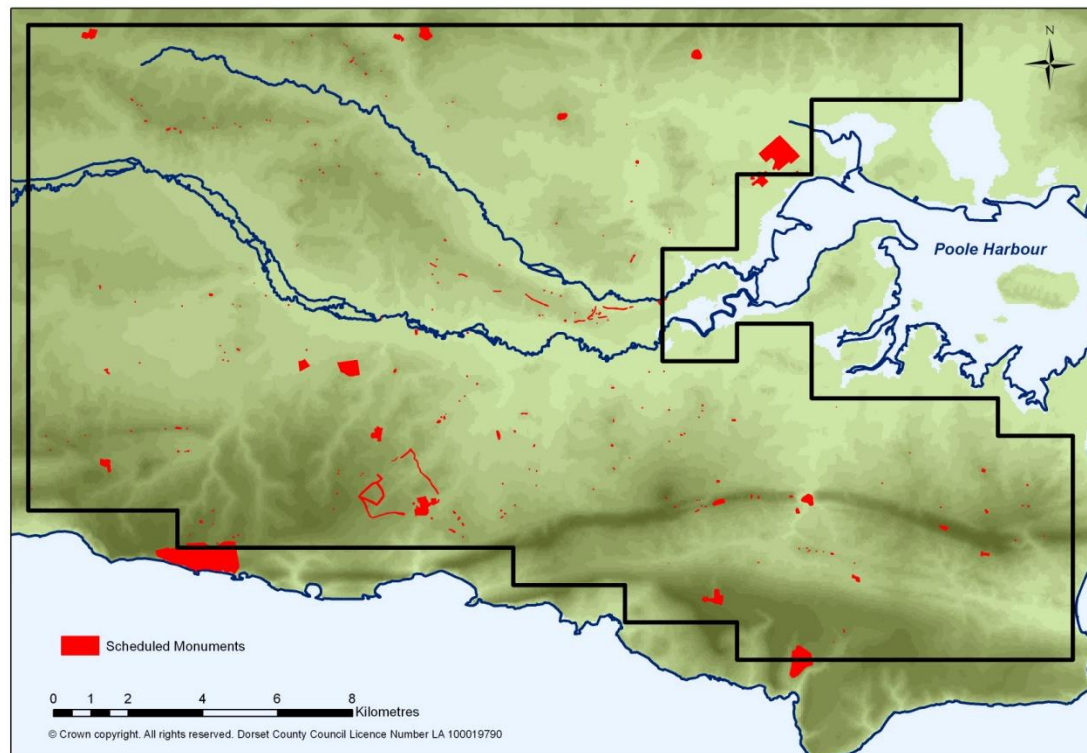 N
Poole Harbour
Scheduled Monuments
0 1 2 4 6 8
Kilometres
© Crown copyright. All rights reserved. Dorset County Council Licence Number LA 100019790